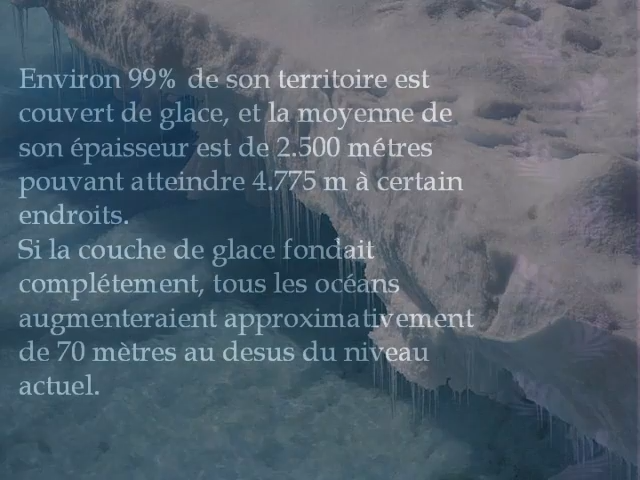 Environ 99% de son territoire est
couvert de glace, et la moyenne de
son épaisseur est de 2.500 métres
pouvant atteindre 4.775 m à certain
endroits.
Si la couche de glace fondait
complétement, tous les océans
augmenteraient approximativement
de 70 mètres au desus du niveau
actuel.